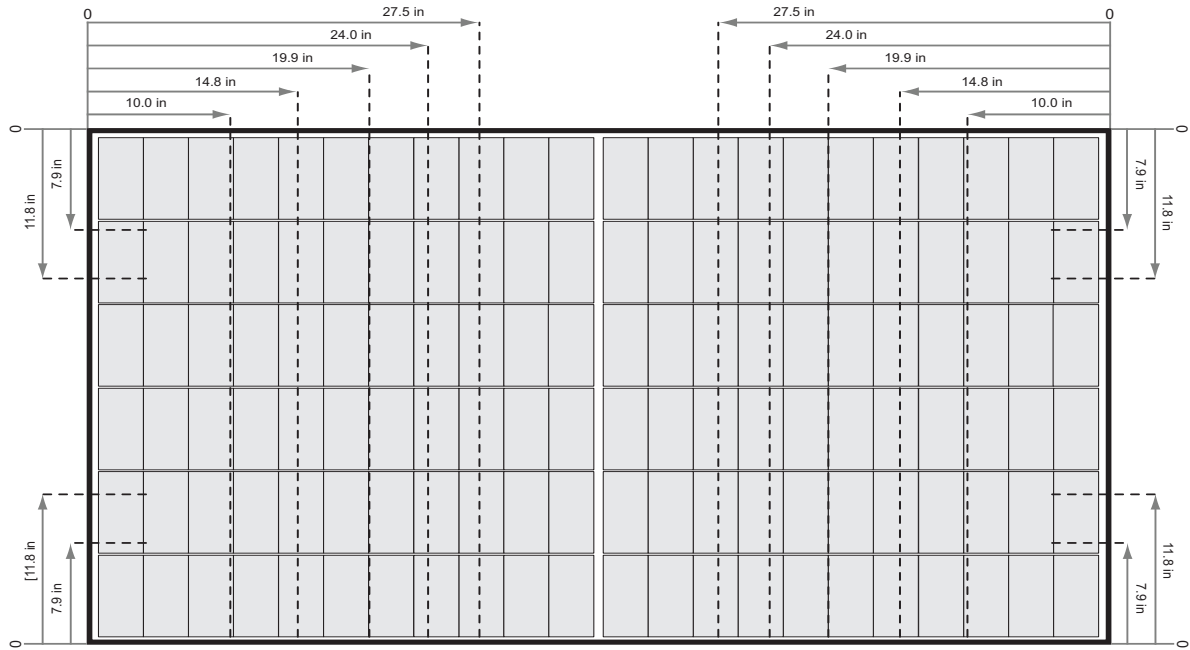 0 27.5 in 27.5 in 0
24.0 in 24.0 in
19.9 in 19.9 in
14.8 in 14.8 in
10.0 in 10.0 in
0 0
7.9 in 7.9 in
11.8 in 11.8 in
[11.8 in 11.8 in
7.9 in 7.9 in
0 0